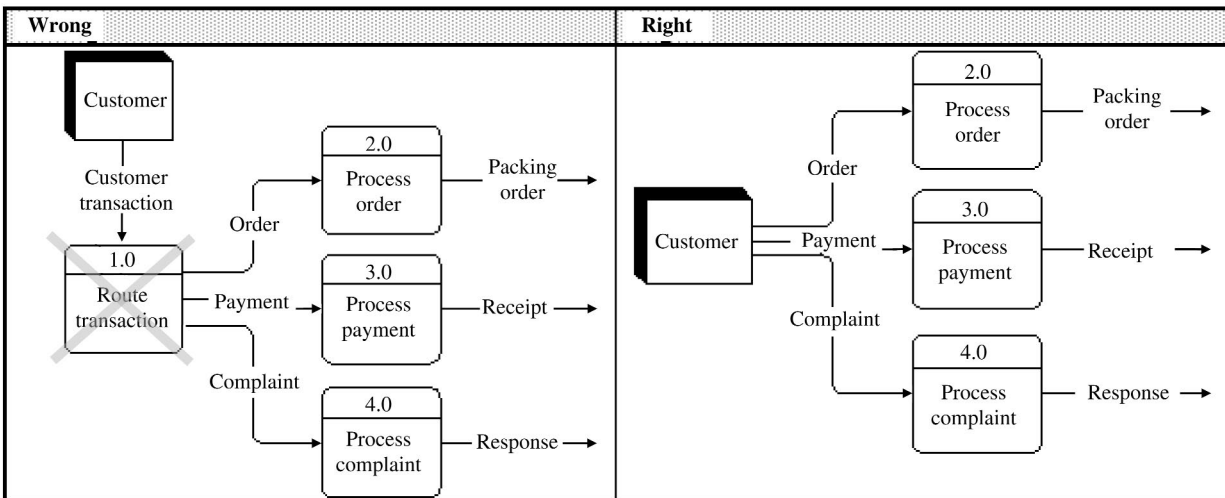 Wrong
Customer
Customer
transaction
1.0
Route
transaction
Order
Payment
Complaint
2.0
Process
order
Packing
order
3.0
Process
payment
Receipt
4.0
Process
complaint
Response
Right
Customer
Order
Payment
Complaint
2.0
Process
order
Packing
order
3.0
Process
payment
Receipt
4.0
Process
complaint
Response